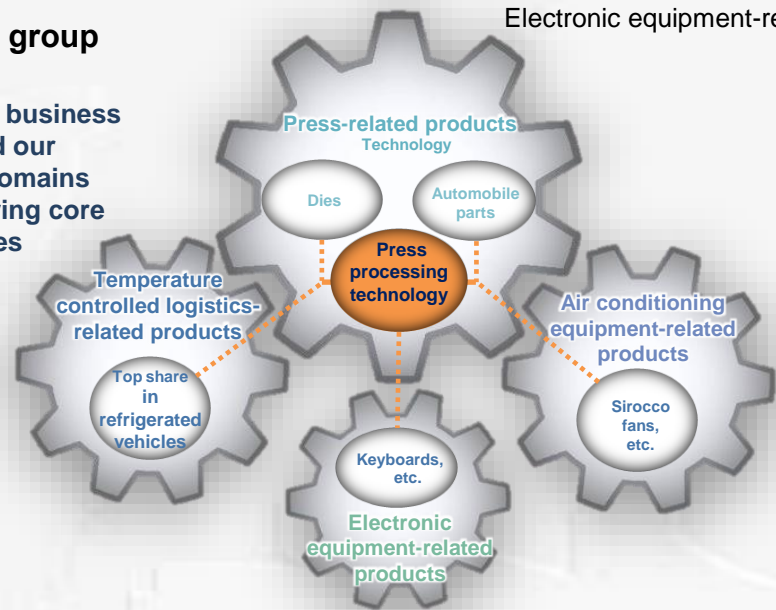 Electronic equipment-re
group
business
d our
omains
ing core
es
Press-related products
Technology
Dies
Automobile
parts
Press
processing
technology
Temperature
controlled logistics-
related products
Top share
in
refrigerated
vehicles
Air conditioning
equipment-related
products
Sirocco
fans,
etc.
Keyboards,
etc.
Electronic
equipment-related
products